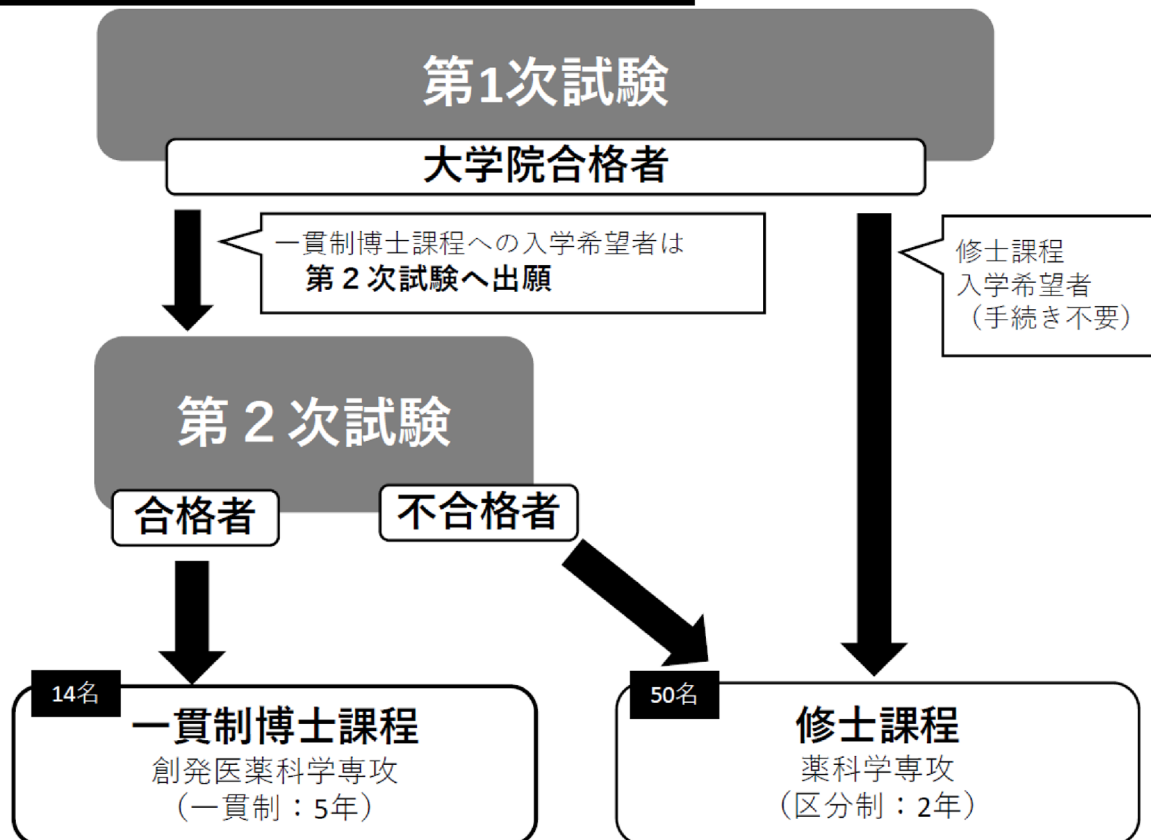 第1次試験
大学院合格者
一貫制博士課程への入学希望者は
第２次試験へ出願
修士課程
入学希望者
（手続き不要）
第２次試験
合格者
不合格者
14名
一貫制博士課程
創発医薬科学専攻
（一貫制：5年）
50名
修士課程
薬科学専攻
（区分制：2年）